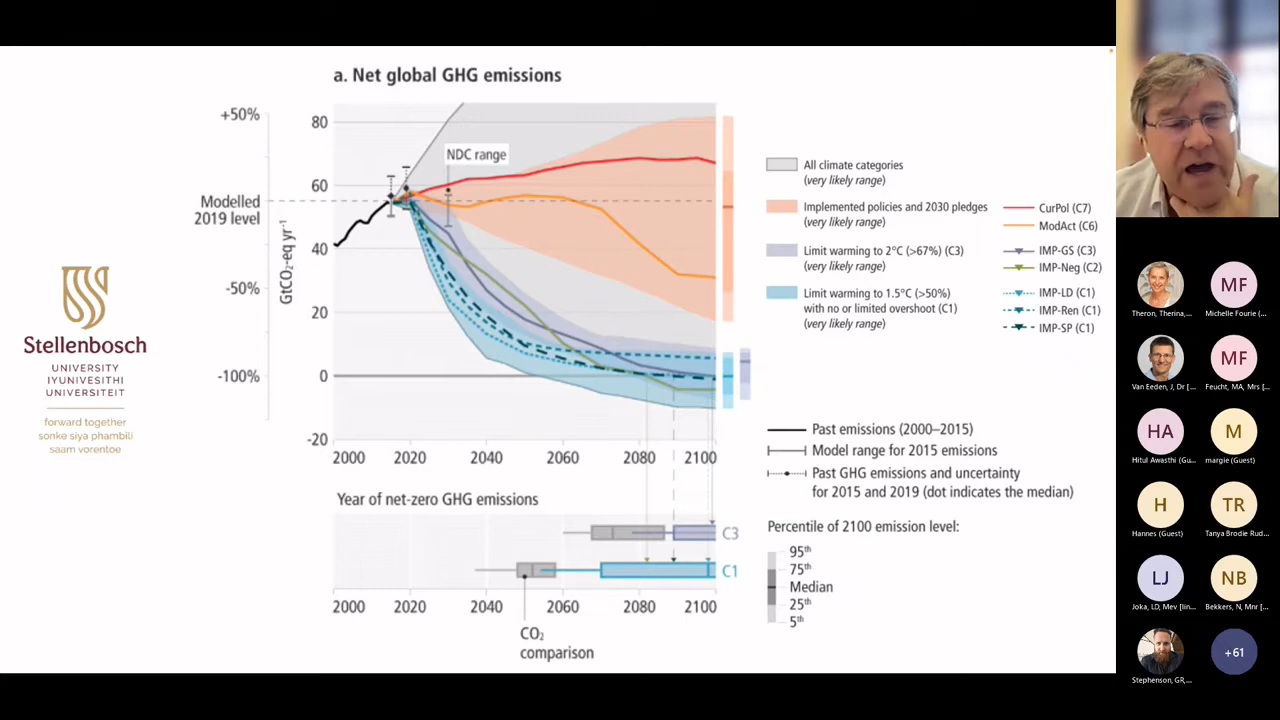 a. Net global GHG emissions
+50%
Modelled
2019 level
-50%
-100%
GtCO₂-eq yr⁻¹
80
60
40
20
0
-20
NDC range
2000 2020 2040 2060 2080 2100
Year of net-zero GHG emissions
C3
C1
2000 2020 2040 2060 2080 2100
CO₂
comparison
All climate categories
(very likely range)
Implemented policies and 2030 pledges
(very likely range)
Limit warming to 2°C (>67%) (C3)
(very likely range)
Limit warming to 1.5°C (>50%)
with no or limited overshoot (C1)
(very likely range)
CurPol (C7)
ModAct (C6)
IMP-GS (C3)
IMP-Neg (C2)
IMP-LD (C1)
IMP-Ren (C1)
IMP-SP (C1)
Past emissions (2000–2015)
Model range for 2015 emissions
Past GHG emissions and uncertainty
for 2015 and 2019 (dot indicates the median)
Percentile of 2100 emission level:
95th
75th
Median
25th
5th
Stellenbosch
UNIVERSITY
IYUNIVESITHI
UNIVERSITEIT
forward together
sonke siya phambili
saam vorentoe
MF
Theron, Therina,... Michelle Fourie (...
MF
Van Eeden, J, Dr [... Feucht, MA, Mrs [...
HA M
Hitul Awasthi (Gu... margie (Guest)
H TR
Hannes (Guest) Tanya Brodie Rud...
LJ NB
Joka, LD, Mev [lin... Bekkers, N, Mnr [...
+61
Stephenson, GR,...